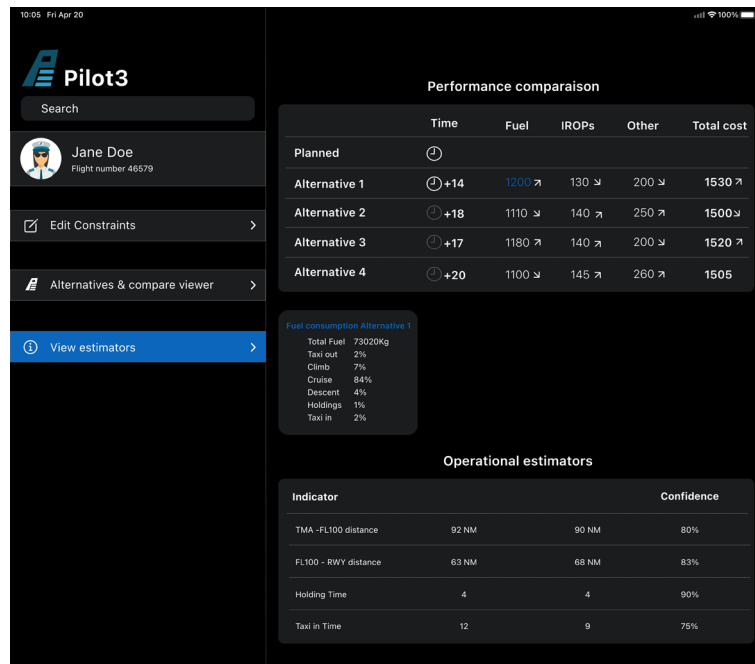 10:05 Fri Apr 20
100%
Pilot3
Search
Jane Doe
Flight number 46579
Edit Constraints
Alternatives & compare viewer
View estimators
Performance comparaison
Time Fuel IROPs Other Total cost
Planned
Alternative 1 +14 1200 ↗ 130 ↘ 200 ↘ 1530 ↗
Alternative 2 +18 1110 ↘ 140 ↗ 250 ↗ 1500 ↘
Alternative 3 +17 1180 ↗ 140 ↗ 200 ↘ 1520 ↗
Alternative 4 +20 1100 ↘ 145 ↗ 260 ↗ 1505
Fuel consumption Alternative 1
Total Fuel 73020Kg
Taxi out 2%
Climb 7%
Cruise 84%
Descent 4%
Holdings 1%
Taxi in 2%
Operational estimators
Indicator Confidence
TMA -FL100 distance 92 NM 90 NM 80%
FL100 - RWY distance 63 NM 68 NM 83%
Holding Time 4 4 90%
Taxi in Time 12 9 75%